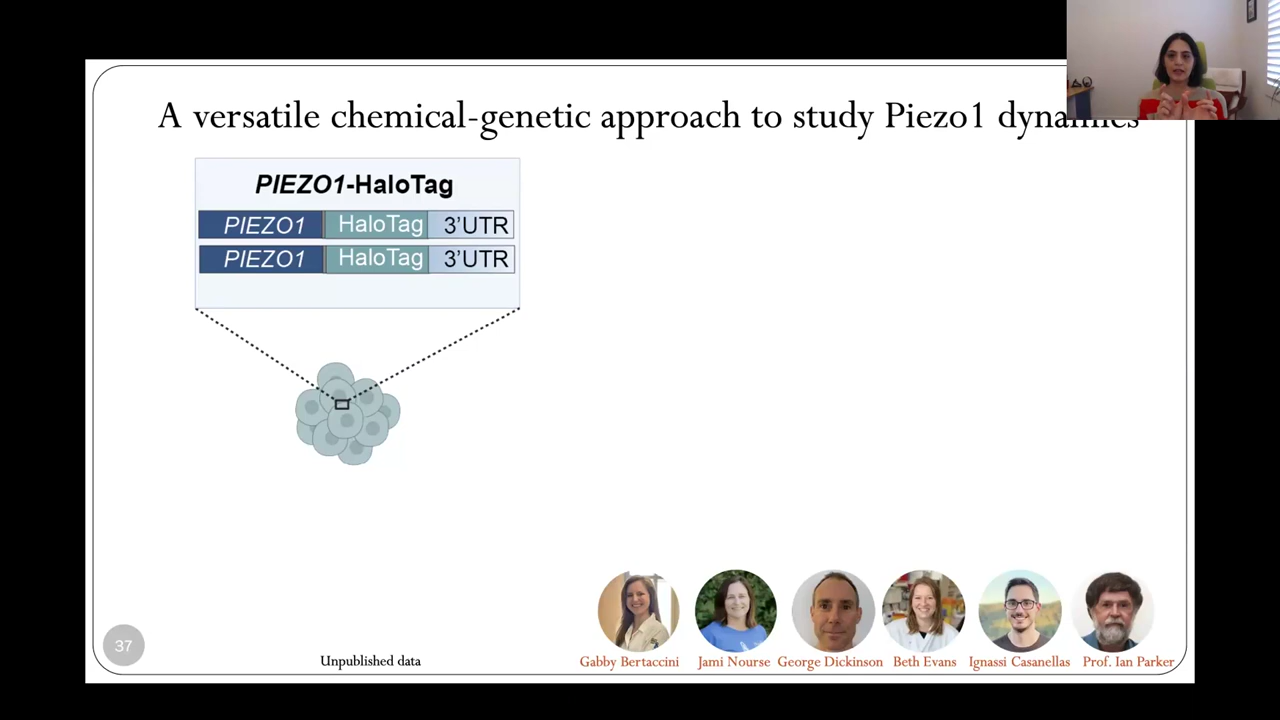 A versatile chemical-genetic approach to study Piezo1 dynamics
PIEZO1-HaloTag
PIEZO1 HaloTag 3'UTR
PIEZO1 HaloTag 3'UTR
37
Unpublished data
Gabby Bertaccini Jami Nourse George Dickinson Beth Evans Ignassi Casanellas Prof. Ian Parker